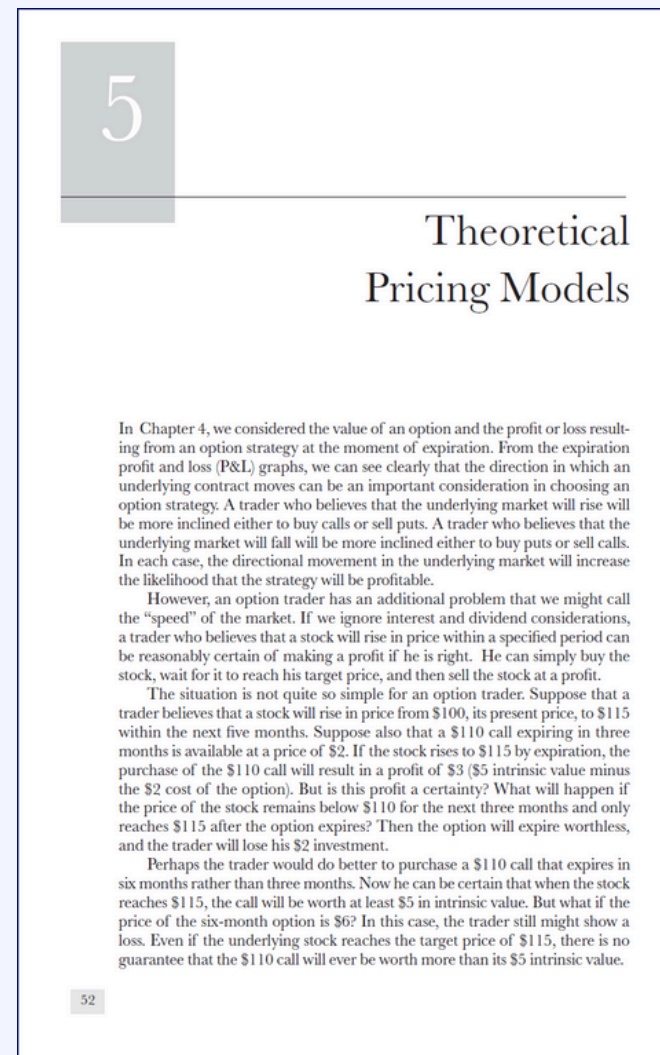 5
Theoretical
Pricing Models
In Chapter 4, we considered the value of an option and the profit or loss result-
ing from an option strategy at the moment of expiration. From the expiration
profit and loss (P&L) graphs, we can see clearly that the direction in which an
underlying contract moves can be an important consideration in choosing an
option strategy. A trader who believes that the underlying market will rise will
be more inclined either to buy calls or sell puts. A trader who believes that the
underlying market will fall will be more inclined either to buy puts or sell calls.
In each case, the directional movement in the underlying market will increase
the likelihood that the strategy will be profitable.
However, an option trader has an additional problem that we might call
the “speed” of the market. If we ignore interest and dividend considerations,
a trader who believes that a stock will rise in price within a specified period can
be reasonably certain of making a profit if he is right. He can simply buy the
stock, wait for it to reach his target price, and then sell the stock at a profit.
The situation is not quite so simple for an option trader. Suppose that a
trader believes that a stock will rise in price from $100, its present price, to $115
within the next five months. Suppose also that a $110 call expiring in three
months is available at a price of $2. If the stock rises to $115 by expiration, the
purchase of the $110 call will result in a profit of $3 ($5 intrinsic value minus
the $2 cost of the option). But is this profit a certainty? What will happen if
the price of the stock remains below $110 for the next three months and only
reaches $115 after the option expires? Then the option will expire worthless,
and the trader will lose his $2 investment.
Perhaps the trader would do better to purchase a $110 call that expires in
six months rather than three months. Now he can be certain that when the stock
reaches $115, the call will be worth at least $5 in intrinsic value. But what if the
price of the six-month option is $6? In this case, the trader still might show a
loss. Even if the underlying stock reaches the target price of $115, there is no
guarantee that the $110 call will ever be worth more than its $5 intrinsic value.
52